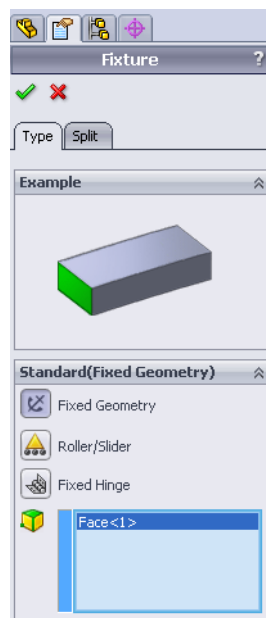 Fixture ?
Type Split
Example
Standard(Fixed Geometry)
Fixed Geometry
Roller/Slider
Fixed Hinge
Face<1>